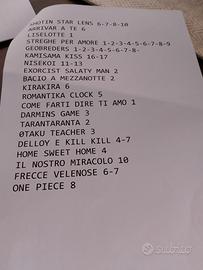 SHOTIN STAR LENS 6-7-8-10
ARRIVAR A TE 6
LISELOTTE 1
STREGHE PER AMORE 1-2-3-4-5-6-7-8-9
GEOBREEDERS 1-2-3-4-5-6-7-8-
KAMISAMA KISS 16-17
NISEKOI 11-13
EXORCIST SALATY MAN 2
BACIO A MEZZANOTTE 2
KIRAKIRA 6
ROMANTIKA CLOCK 5
COME FARTI DIRE TI AMO 1
DARMINS GAME 3
TARANTARANTA 2
0TAKU TEACHER 3
DELLOY E KILL KILL 4-7
HOME SWEET HOME 4
IL NOSTRO MIRACOLO 10
FRECCE VELENOSE 6-7
ONE PIECE 8
subito